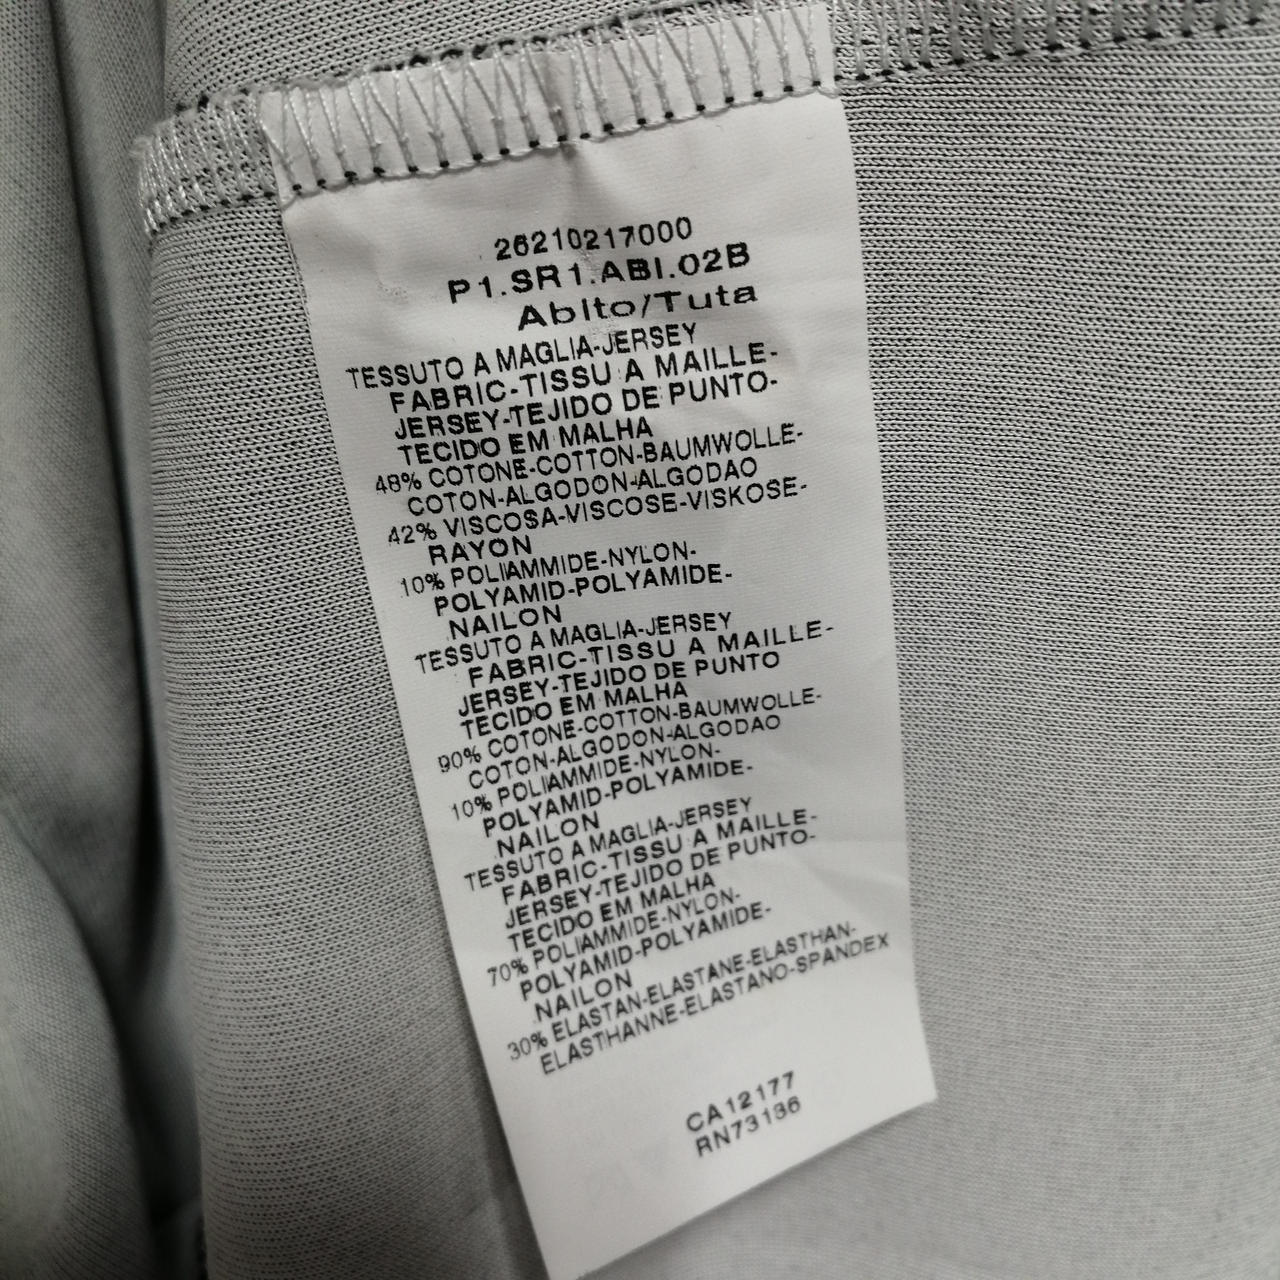 26210217000
P1.SR1.ABI.02B
Abito/Tuta
TESSUTO A MAGLIA-JERSEY
FABRIC-TISSU A MAILLE-
JERSEY-TEJIDO DE PUNTO-
TECIDO EM MALHA
48% COTONE-COTTON-BAUMWOLLE-
COTON-ALGODON-ALGODAO
42% VISCOSA-VISCOSE-VISKOSE-
RAYON
10% POLIAMMIDE-NYLON-
POLYAMID-POLYAMIDE-
NAILON
TESSUTO A MAGLIA-JERSEY
FABRIC-TISSU A MAILLE-
JERSEY-TEJIDO DE PUNTO
TECIDO EM MALHA
90% COTONE-COTTON-BAUMWOLLE-
COTON-ALGODON-ALGODAO
10% POLIAMMIDE-NYLON-
POLYAMID-POLYAMIDE-
NAILON
TESSUTO A MAGLIA-JERSEY
FABRIC-TISSU A MAILLE-
JERSEY-TEJIDO DE PUNTO-
TECIDO EM MALHA
70% POLIAMMIDE-NYLON-
POLYAMID-POLYAMIDE-
NAILON
30% ELASTAN-ELASTANE-ELASTHAN-
ELASTHANNE-ELASTANO-SPANDEX
CA12177
RN73136